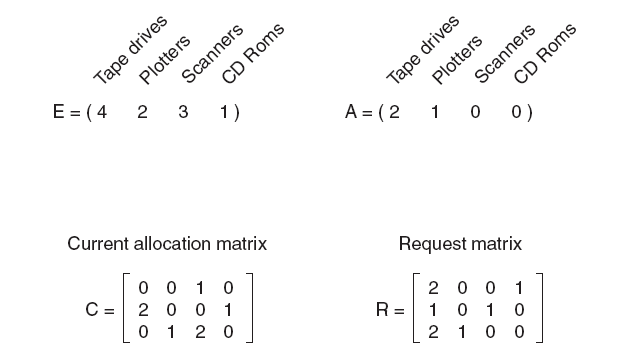 Tape drives Plotters Scanners CD Roms
E = ( 4 2 3 1 )
Tape drives Plotters Scanners CD Roms
A = ( 2 1 0 0 )
Current allocation matrix
C =
0 0 1 0
2 0 0 1
0 1 2 0
Request matrix
R =
2 0 0 1
1 0 1 0
2 1 0 0